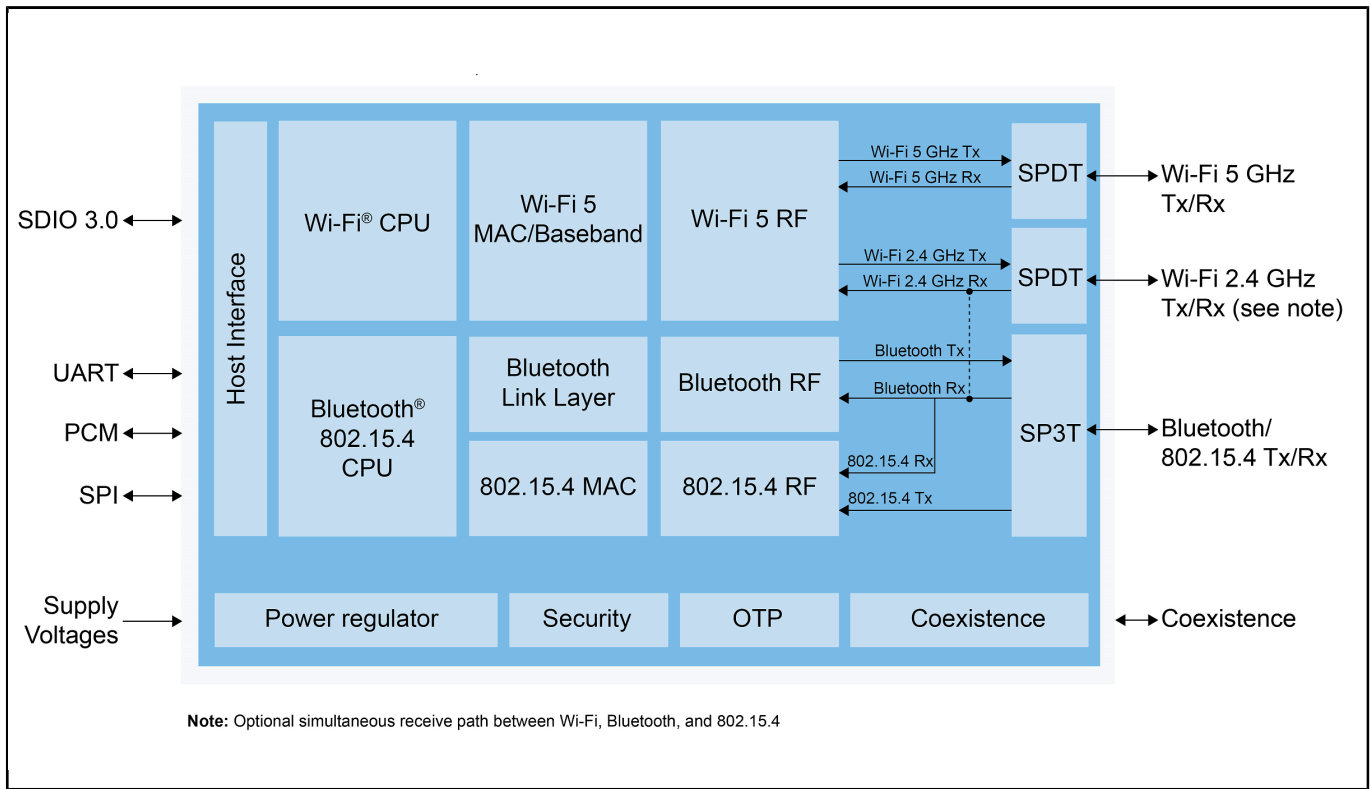 SDIO 3.0
UART
PCM
SPI
Supply
Voltages
Host Interface
Wi-Fi® CPU
Wi-Fi 5
MAC/Baseband
Wi-Fi 5 RF
Bluetooth®
802.15.4
CPU
Bluetooth
Link Layer
Bluetooth RF
802.15.4 MAC
802.15.4 RF
Wi-Fi 5 GHz Tx
Wi-Fi 5 GHz Rx
Wi-Fi 2.4 GHz Tx
Wi-Fi 2.4 GHz Rx
Bluetooth Tx
Bluetooth Rx
802.15.4 Rx
802.15.4 Tx
SPDT
SPDT
SP3T
Wi-Fi 5 GHz
Tx/Rx
Wi-Fi 2.4 GHz
Tx/Rx (see note)
Bluetooth/
802.15.4 Tx/Rx
Power regulator
Security
OTP
Coexistence
Coexistence
Note: Optional simultaneous receive path between Wi-Fi, Bluetooth, and 802.15.4